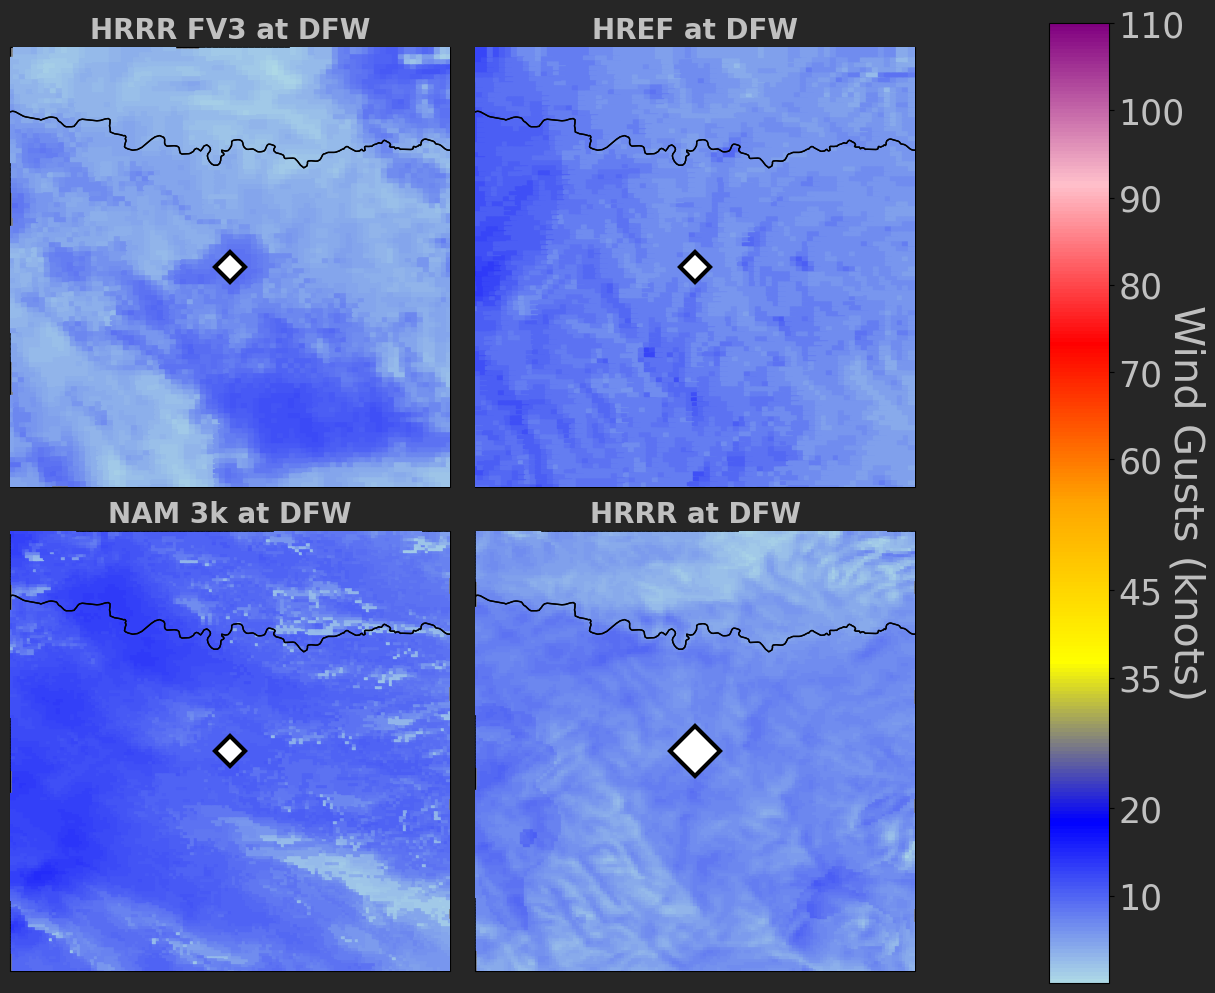 HRRR FV3 at DFW
HREF at DFW
NAM 3k at DFW
HRRR at DFW
110
100
90
80
70
60
45
35
20
10
Wind Gusts (knots)